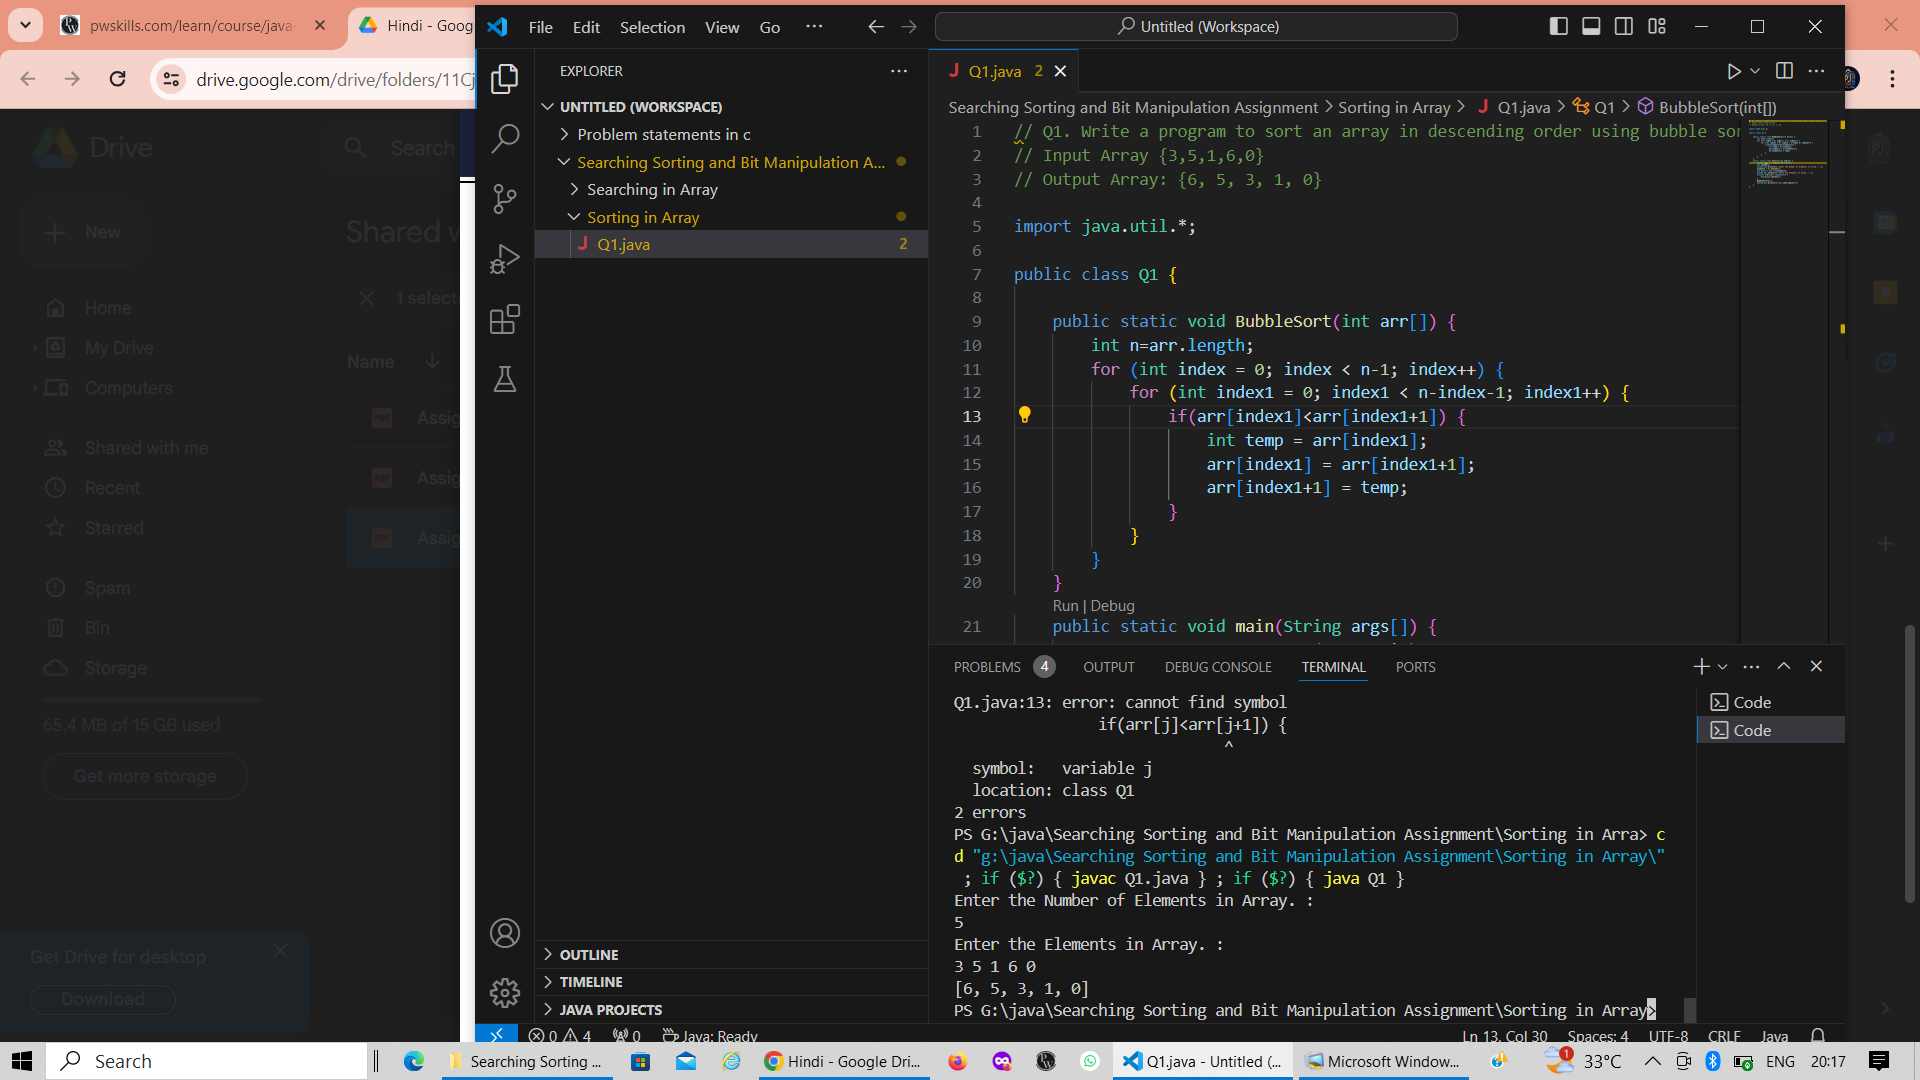 pwskills.com/learn/course/java-
Hindi - Goog
drive.google.com/drive/folders/11Cj
Drive
Search
New
Home
My Drive
Computers
Shared with me
Recent
Starred
Spam
Bin
Storage
65.4 MB of 15 GB used
Get more storage
Get Drive for desktop
Download
Shared w
1 selecte
Name
Assig
Assig
Assig
File Edit Selection View Go ···
Untitled (Workspace)
EXPLORER
UNTITLED (WORKSPACE)
Problem statements in c
Searching Sorting and Bit Manipulation A...
Searching in Array
Sorting in Array
J Q1.java 2
OUTLINE
TIMELINE
JAVA PROJECTS
J Q1.java 2
Searching Sorting and Bit Manipulation Assignment > Sorting in Array > J Q1.java > Q1 > BubbleSort(int[])
1 // Q1. Write a program to sort an array in descending order using bubble sor
2 // Input Array {3,5,1,6,0}
3 // Output Array: {6, 5, 3, 1, 0}
4
5 import java.util.*;
6
7 public class Q1 {
8
9 public static void BubbleSort(int arr[]) {
10 int n=arr.length;
11 for (int index = 0; index < n-1; index++) {
12 for (int index1 = 0; index1 < n-index-1; index1++) {
13 if(arr[index1]<arr[index1+1]) {
14 int temp = arr[index1];
15 arr[index1] = arr[index1+1];
16 arr[index1+1] = temp;
17 }
18 }
19 }
20 }
Run | Debug
21 public static void main(String args[]) {
PROBLEMS 4 OUTPUT DEBUG CONSOLE TERMINAL PORTS
Q1.java:13: error: cannot find symbol
if(arr[j]<arr[j+1]) {
^
symbol: variable j
location: class Q1
2 errors
PS G:\java\Searching Sorting and Bit Manipulation Assignment\Sorting in Arra> c
d "g:\java\Searching Sorting and Bit Manipulation Assignment\Sorting in Array\"
; if ($?) { javac Q1.java } ; if ($?) { java Q1 }
Enter the Number of Elements in Array. :
5
Enter the Elements in Array. :
3 5 1 6 0
[6, 5, 3, 1, 0]
PS G:\java\Searching Sorting and Bit Manipulation Assignment\Sorting in Array>
Code
Code
0 4 0 Java: Ready
Ln 13, Col 30 Spaces: 4 UTF-8 CRLF Java
Search
Searching Sorting ...
Hindi - Google Dri...
Q1.java - Untitled (...
Microsoft Window...
1 33°C ENG 20:17